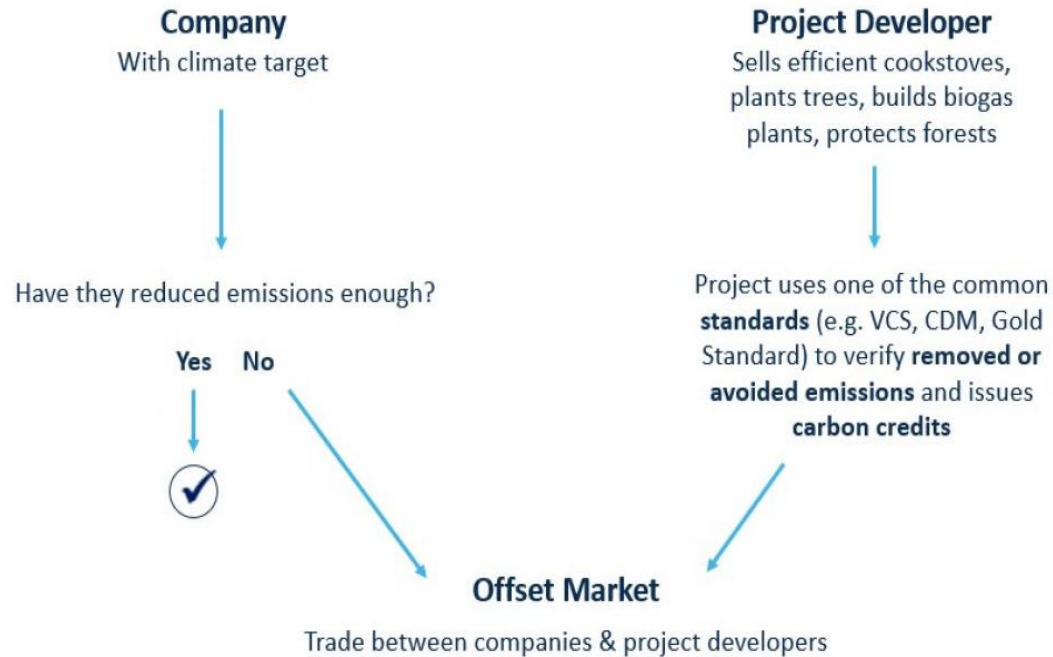 Company
With climate target
Have they reduced emissions enough?
Yes No
Project Developer
Sells efficient cookstoves,
plants trees, builds biogas
plants, protects forests
Project uses one of the common
standards (e.g. VCS, CDM, Gold
Standard) to verify removed or
avoided emissions and issues
carbon credits
Offset Market
Trade between companies & project developers